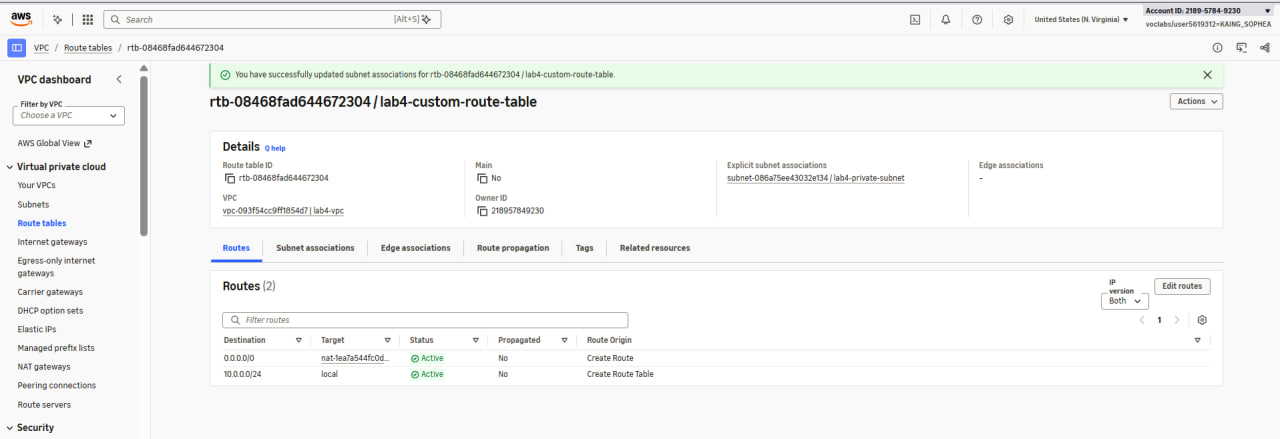 aws
Search
[Alt+S]
United States (N. Virginia)
Account ID: 2189-5784-9230
voclabs/user5619312=KAING_SOPHEA
VPC / Route tables / rtb-08468fad644672304
VPC dashboard
Filter by VPC
Choose a VPC
AWS Global View
Virtual private cloud
Your VPCs
Subnets
Route tables
Internet gateways
Egress-only internet
gateways
Carrier gateways
DHCP option sets
Elastic IPs
Managed prefix lists
NAT gateways
Peering connections
Route servers
Security
You have successfully updated subnet associations for rtb-08468fad644672304 / lab4-custom-route-table.
rtb-08468fad644672304 / lab4-custom-route-table
Actions
Details
Q help
Route table ID
rtb-08468fad644672304
Main
No
Explicit subnet associations
subnet-086a75ee43032e134 / lab4-private-subnet
Edge associations
–
VPC
vpc-093f54cc9ff1854d7 | lab4-vpc
Owner ID
218957849230
Routes
Subnet associations
Edge associations
Route propagation
Tags
Related resources
Routes (2)
IP
version
Both
Edit routes
Filter routes
1
Destination Target Status Propagated Route Origin
0.0.0.0/0 nat-1ea7a544fc0d... Active No Create Route
10.0.0.0/24 local Active No Create Route Table